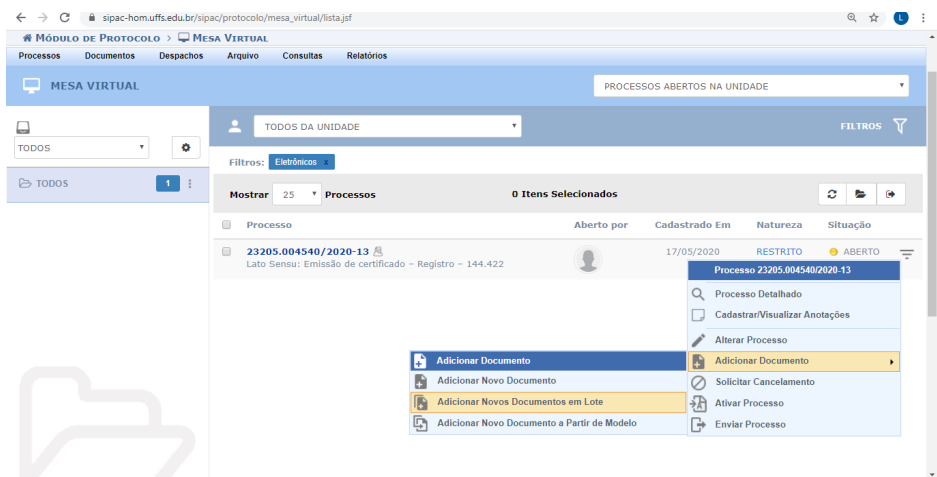 sipac-hom.uffs.edu.br/sipac/protocolo/mesa_virtual/lista.jsf
L
MÓDULO DE PROTOCOLO > MESA VIRTUAL
Processos Documentos Despachos Arquivo Consultas Relatórios
MESA VIRTUAL
PROCESSOS ABERTOS NA UNIDADE
TODOS
TODOS 1
TODOS DA UNIDADE
FILTROS
Filtros: Eletrônicos x
Mostrar 25 Processos 0 Itens Selecionados
Processo Aberto por Cadastrado Em Natureza Situação
23205.004540/2020-13 17/05/2020 RESTRITO ABERTO
Lato Sensu: Emissão de certificado - Registro - 144.422
Processo 23205.004540/2020-13
Processo Detalhado
Cadastrar/Visualizar Anotações
Alterar Processo
Adicionar Documento
Solicitar Cancelamento
Ativar Processo
Enviar Processo
Adicionar Documento
Adicionar Novo Documento
Adicionar Novos Documentos em Lote
Adicionar Novo Documento a Partir de Modelo